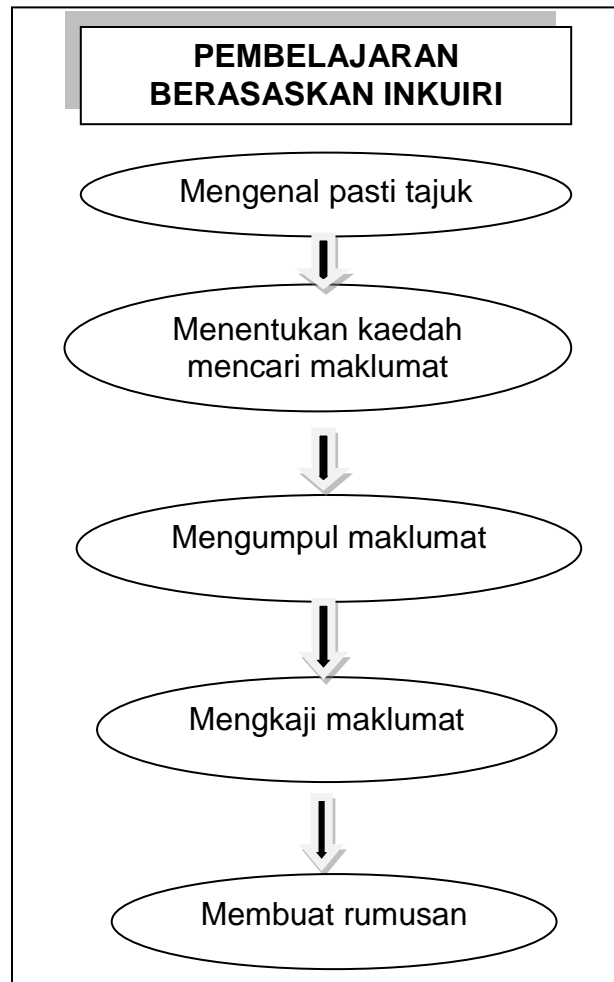 PEMBELAJARAN
BERASASKAN INKUIRI
Mengenal pasti tajuk
Menentukan kaedah
mencari maklumat
Mengumpul maklumat
Mengkaji maklumat
Membuat rumusan